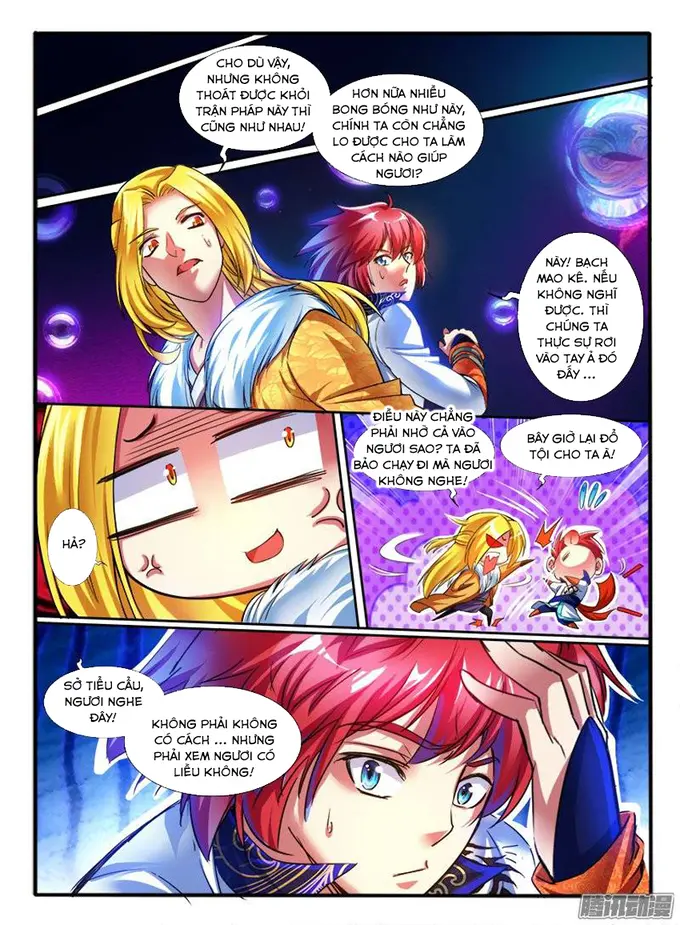 CHO DÙ VẬY,
NHƯNG KHÔNG
THOÁT ĐƯỢC KHỎI
TRẬN PHÁP NÀY THÌ
CŨNG NHƯ NHAU!
HƠN NỮA NHIỀU
BONG BÓNG NHƯ NÀY,
CHÍNH TA CÒN CHẲNG
LO ĐƯỢC CHO TA LÀM
CÁCH NÀO GIÚP
NGƯƠI?
NÀY! BẠCH
MAO KÊ. NẾU
KHÔNG NGHĨ
ĐƯỢC. THÌ
CHÚNG TA
THỰC SỰ RƠI
VÀO TAY Ả ĐÓ
ĐẤY ...
HẢ?
ĐIỀU NÀY CHẲNG
PHẢI NHỜ CẢ VÀO
NGƯƠI SAO? TA ĐÃ
BẢO CHẠY ĐI MÀ NGƯƠI
KHÔNG NGHE!
BÂY GIỜ LẠI ĐỔ
TỘI CHO TA À!
SỞ TIỂU CẨU,
NGƯƠI NGHE
ĐÂY!
KHÔNG PHẢI KHÔNG
CÓ CÁCH ... NHƯNG
PHẢI XEM NGƯƠI CÓ
LIỀU KHÔNG!
腾讯动漫